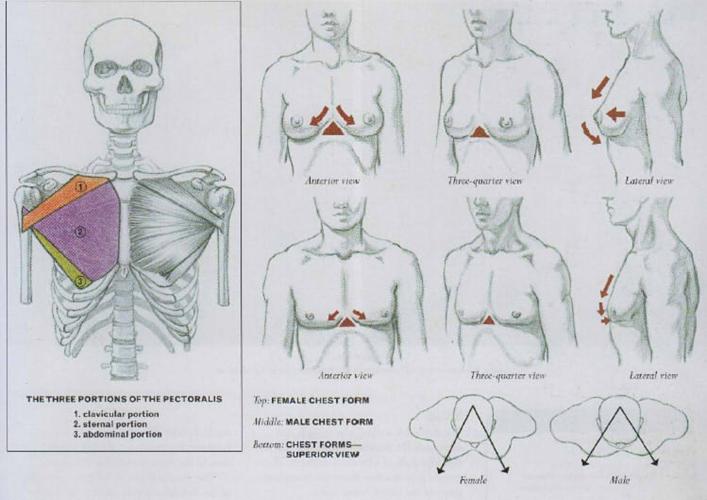 1
2
3
THE THREE PORTIONS OF THE PECTORALIS
1. clavicular portion
2. sternal portion
3. abdominal portion
Anterior view
Three-quarter view
Lateral view
Anterior view
Three-quarter view
Lateral view
Top: FEMALE CHEST FORM
Middle: MALE CHEST FORM
Bottom: CHEST FORMS—
SUPERIOR VIEW
Female
Male